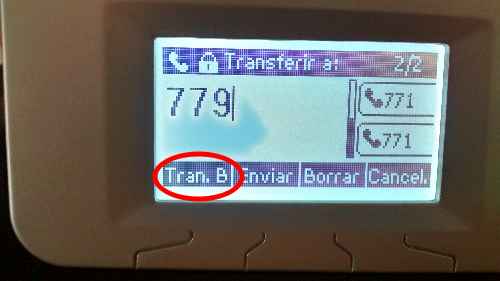 Transferir a: 2/2
779
771
771
Tran. B Enviar Borrar Cancel.